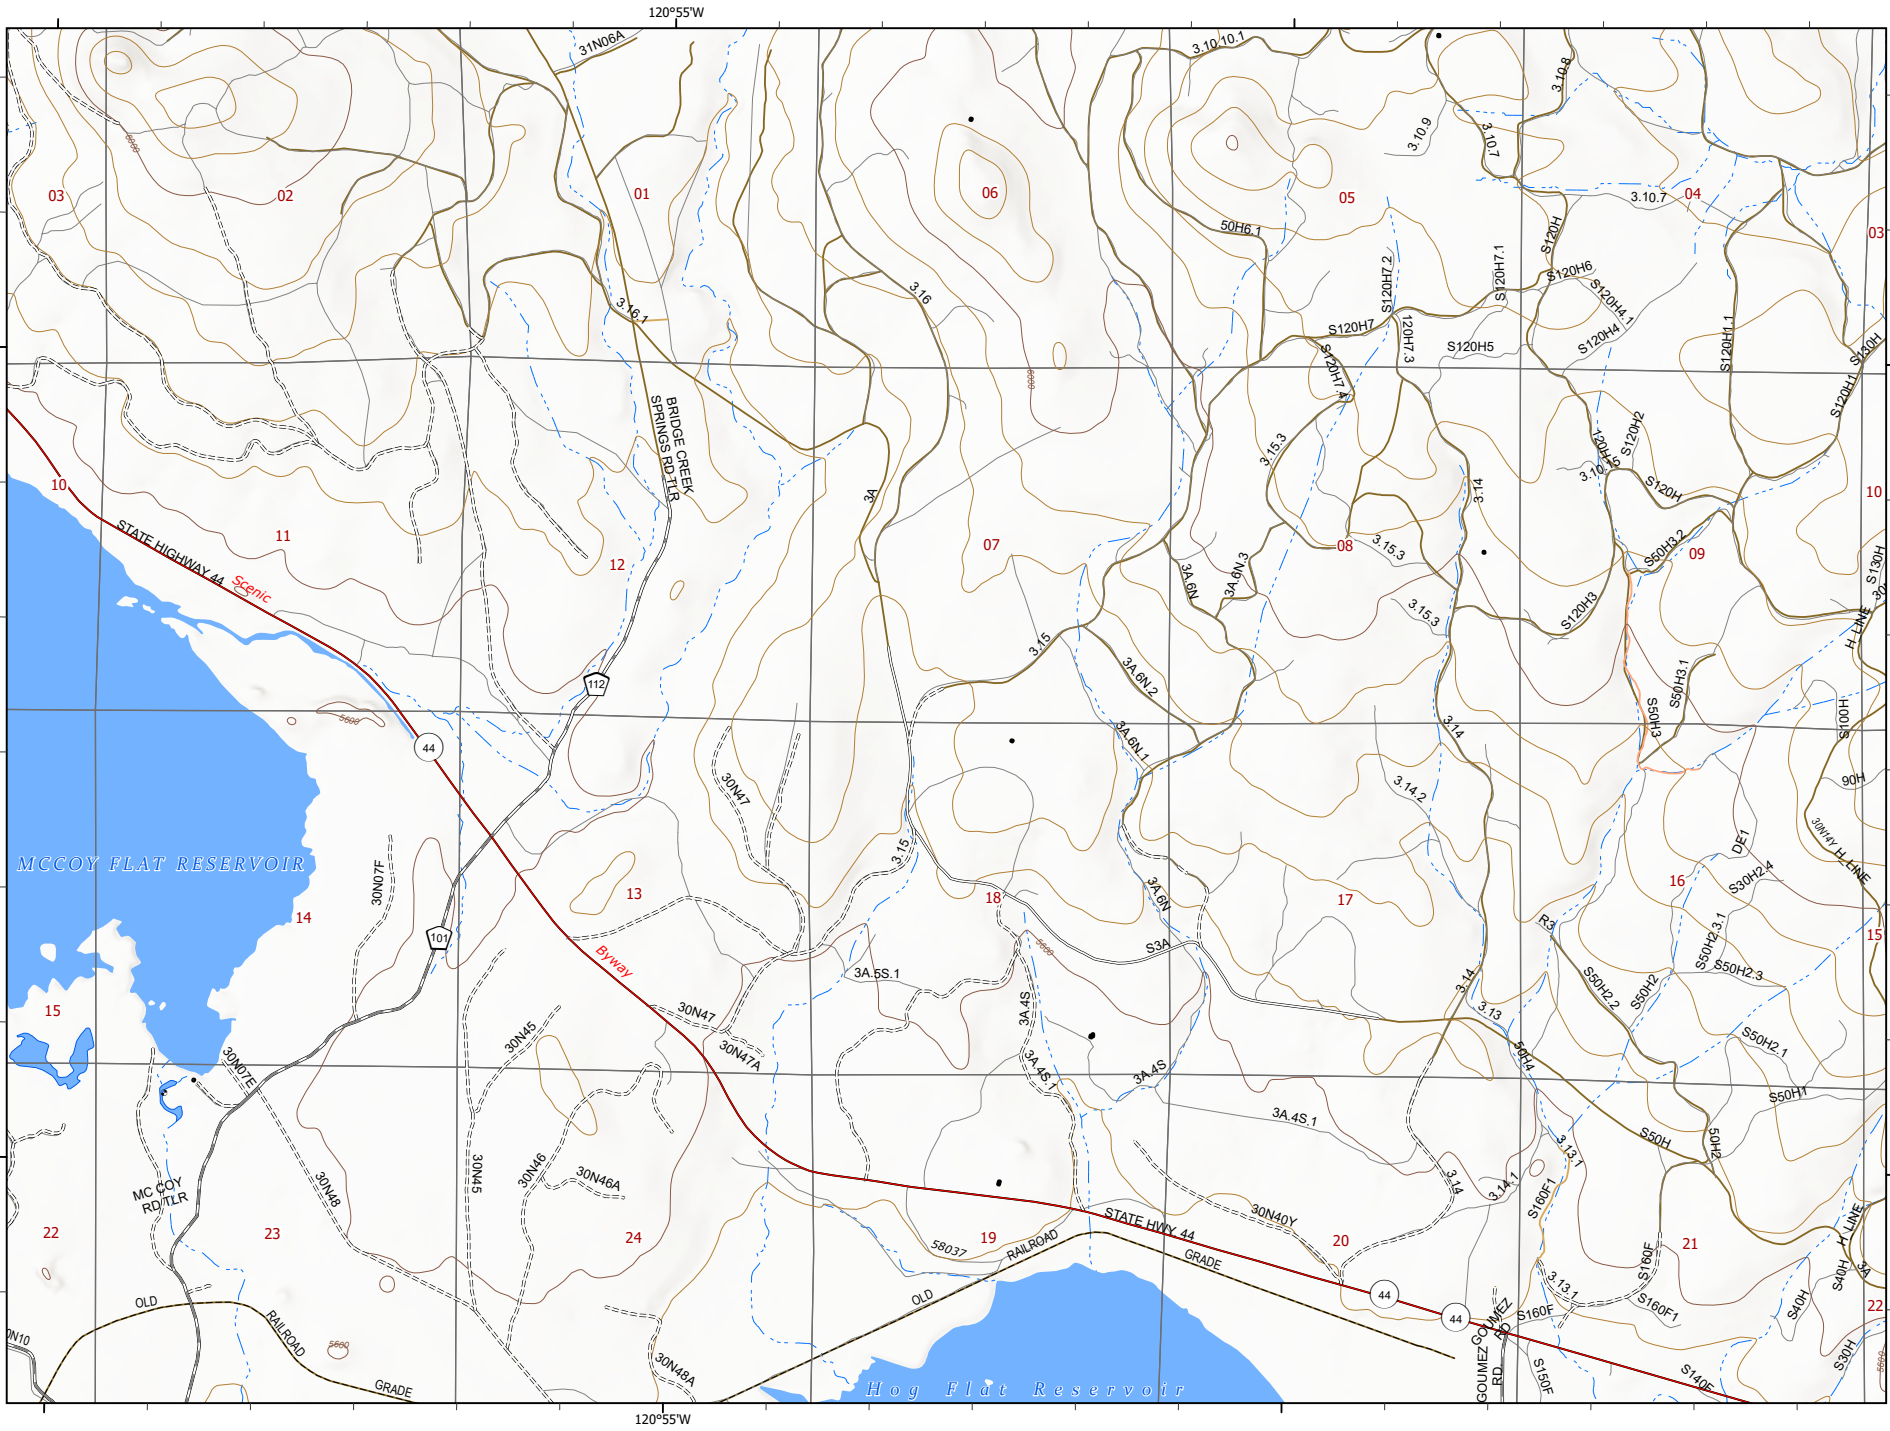 120°55'W
31N06A
3.10.10.1
3.10.8
3.10.9
3.10.7
6000
03
02
01
06
05
3.10.7
04
03
50H6.1
S120H
S120H7.1
S120H7.2
S120H6
S120H4.1
3.16
3.16.1
S120H7
120H7.3
S120H5
S120H4
S120H1.1
S130H
S120H7.4
6000
S120H1
BRIDGE CREEK
SPRINGS RD TLR
S120H2
120H
3.15.3
3.10.15
10
3A
3.14
S120H
10
STATE HIGHWAY 44
11
07
08
3.15.3
S50H3.2
09
12
Scenic
3A.6N
3A.6N.3
S130H
3.15.3
S120H3
H LINE
3.15
3A.6N.2
S50H3.1
112
5600
S50H3
S100H
3.14
44
3A.6N.1
90H
30N47
3.14.2
30N14Y
H LINE
DE1
3.15
MCCOY FLAT RESERVOIR
30N07F
13
18
3A.6N
17
16
S30H2.4
14
R3
101
5600
S3A
S50H2.3.1
15
Byway
3A.5S.1
3.14
S50H2.2
S50H2
S50H2.3
15
30N47
3A.4S
3.13
30N45
30N47A
50H4
S50H2.1
30N07E
3A.4S.1
3A.4S
S50H1
3A.4S.1
S50H
50H2
3.13.1
30N45
30N46
30N46A
3.14
3.14.1
S160F1
MC COY
RD TLR
30N48
30N40Y
STATE HWY. 44
H LINE
22
23
24
58037
19
RAILROAD
GRADE
20
21
S160F
3A
S40H
3.13.1
OLD
OLD
44
44
S160F
S160F1
S40H
22
RAILROAD
GOUMEZ
RD
0N10
5600
30N48A
S30H
5600
GRADE
Hog Flat Reservoir
GOUMEZ
RD
S150F
S140F
120°55'W